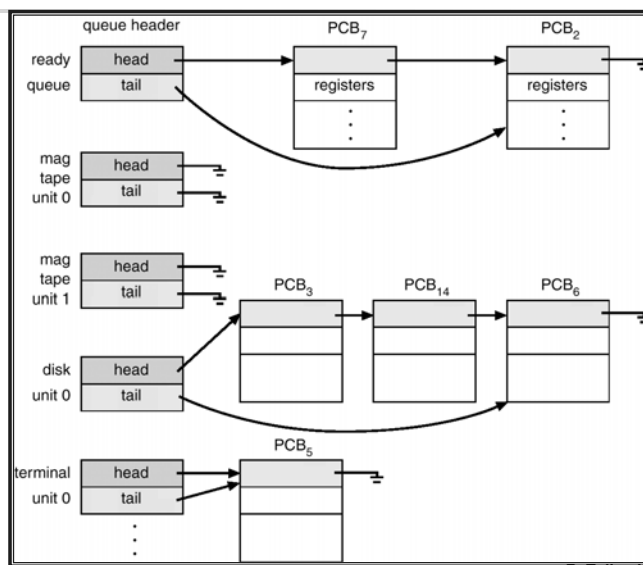 queue header PCB7 PCB2
ready head
queue tail registers registers
mag head
tape
unit 0 tail
mag head
tape
unit 1 tail
PCB3 PCB14 PCB6
disk head
unit 0 tail
PCB5
terminal head
unit 0 tail